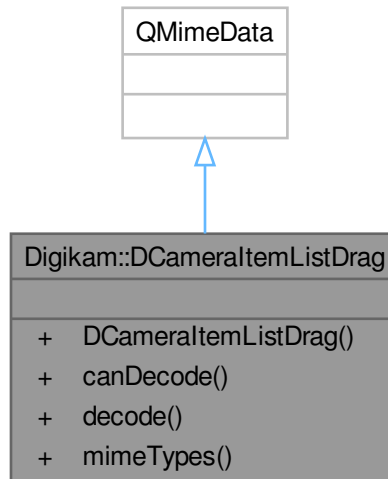 QMimeData
Digikam::DCameraItemListDrag
+ DCameraItemListDrag()
+ canDecode()
+ decode()
+ mimeTypes()